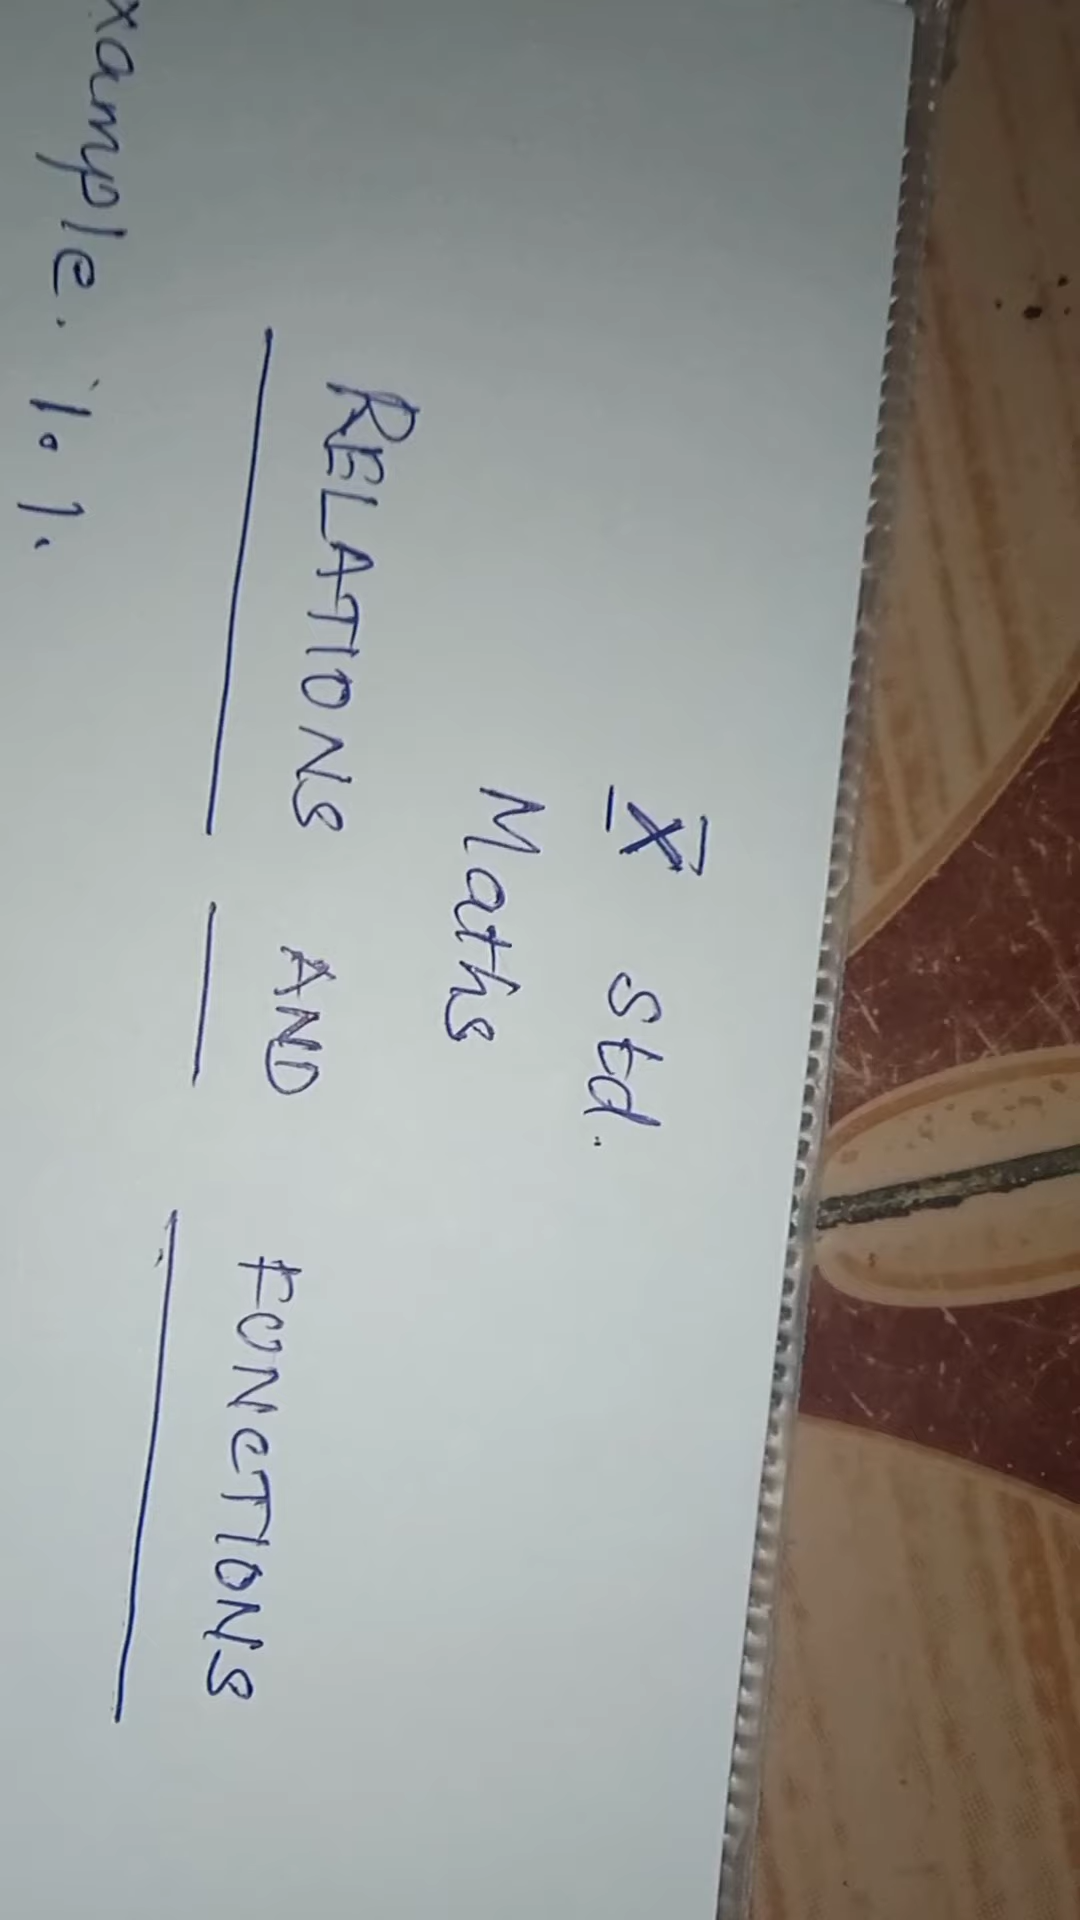 X Std.
Maths
RELATIONS AND FUNCTIONS
xample. 1.1.